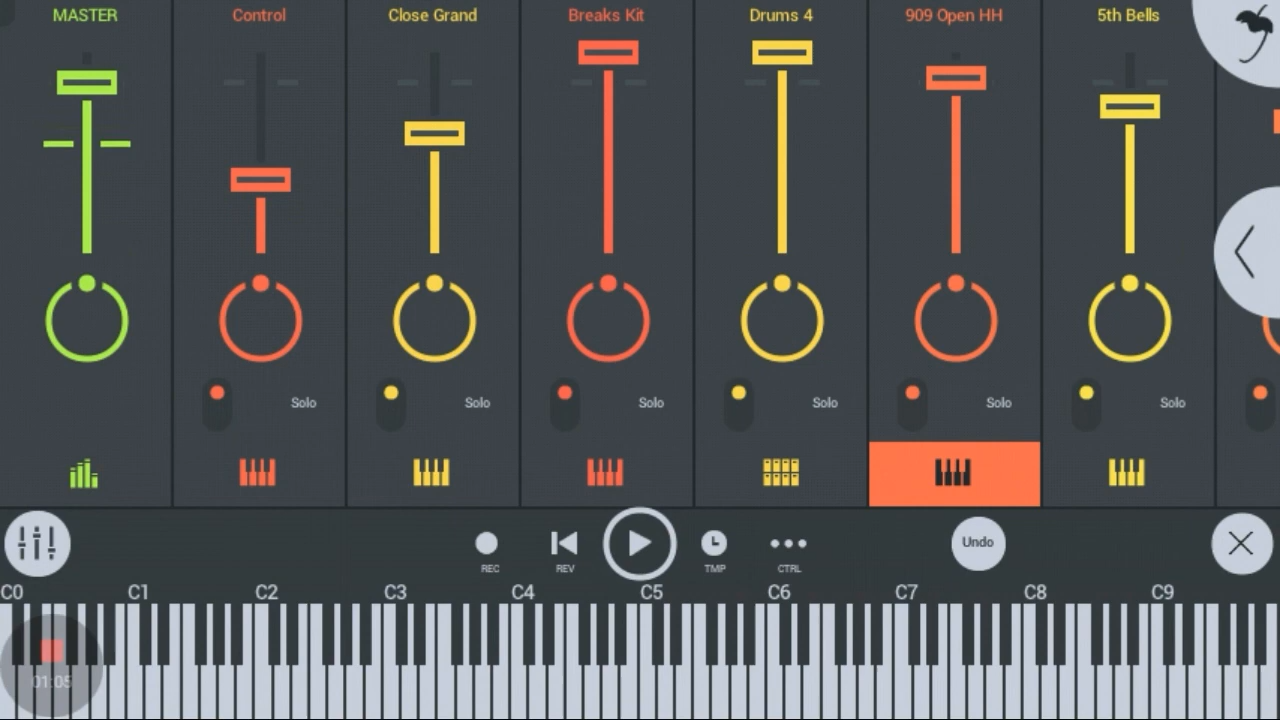 MASTER
Control
Close Grand
Breaks Kit
Drums 4
909 Open HH
5th Bells
Solo
Solo
Solo
Solo
Solo
Solo
REC
REV
TMP
CTRL
Undo
C0
C1
C2
C3
C4
C5
C6
C7
C8
C9
01:05